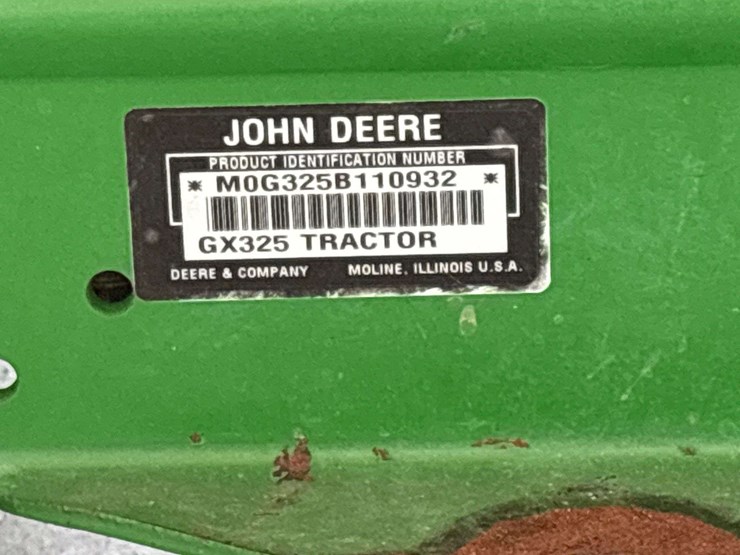 JOHN DEERE
PRODUCT IDENTIFICATION NUMBER
* M0G325B110932 *
GX325 TRACTOR
DEERE & COMPANY MOLINE, ILLINOIS U.S.A.